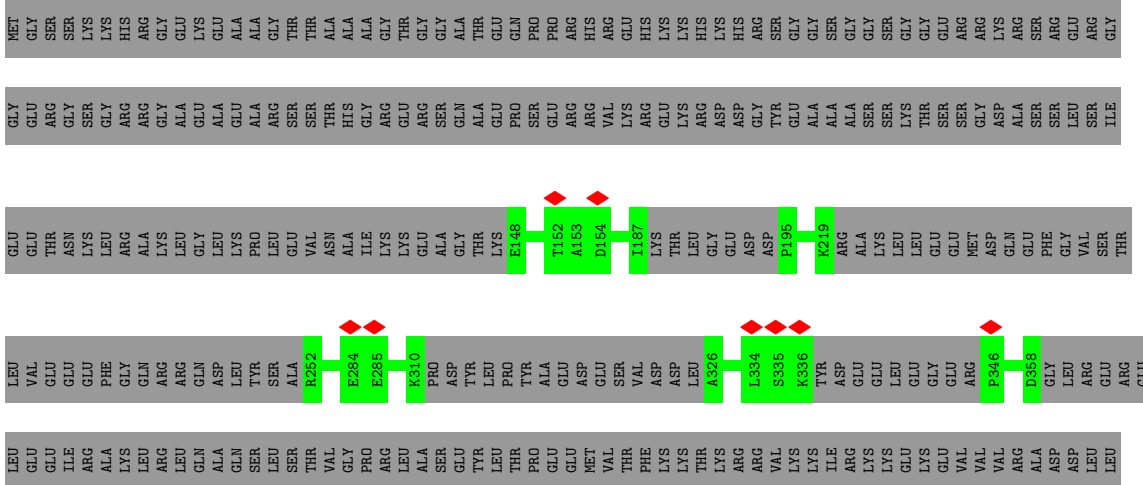 MET GLY SER SER LYS LYS HIS ARG GLY GLU LYS GLU ALA ALA GLY THR THR ALA ALA ALA GLY THR GLY GLY ALA THR GLU GLN PRO PRO ARG HIS ARG GLU HIS LYS LYS HIS LYS HIS ARG SER GLY GLY SER GLY GLY SER SER GLY GLY GLU ARG ARG LYS ARG SER ARG GLU ARG GLY
GLY GLU ARG GLY SER GLY ARG ARG GLY ALA GLU ALA GLU ALA ARG SER SER THR HIS GLY ARG GLU ARG SER GLN ALA GLU PRO SER GLU ARG ARG VAL LYS ARG GLU LYS ARG ASP ASP GLY TYR GLU ALA ALA ALA SER SER LYS THR SER SER GLY ASP ALA SER SER LEU SER ILE
GLU GLU THR ASN LYS LEU ARG ALA LYS LEU GLY LEU LYS PRO LEU GLU VAL ASN ALA ILE LYS LYS GLU ALA GLY THR LYS E148 T152 A153 D154 I187 LYS THR LEU GLY GLU ASP ASP P195 K219 ARG ALA LYS LEU LEU GLU GLU MET ASP GLN GLU PHE GLY VAL SER THR
LEU VAL GLU GLU GLU PHE GLY GLN ARG ARG GLN ASP LEU TYR SER ALA R252 E284 E285 K310 PRO ASP TYR LEU PRO TYR ALA GLU ASP GLU SER VAL ASP ASP LEU A326 L334 S335 K336 TYR ASP GLU GLU LEU GLU GLY GLU ARG P346 D358 GLY LEU ARG GLU ARG GLU
LEU GLU GLU ILE ARG ALA LYS LEU ARG LEU GLN ALA GLN SER LEU SER THR VAL GLY PRO ARG LEU ALA SER GLU TYR LEU THR PRO GLU GLU MET VAL THR PHE LYS LYS THR LYS ARG ARG VAL LYS LYS ILE ARG LYS LYS GLU LYS GLU VAL VAL VAL ARG ALA ASP ASP LEU LEU